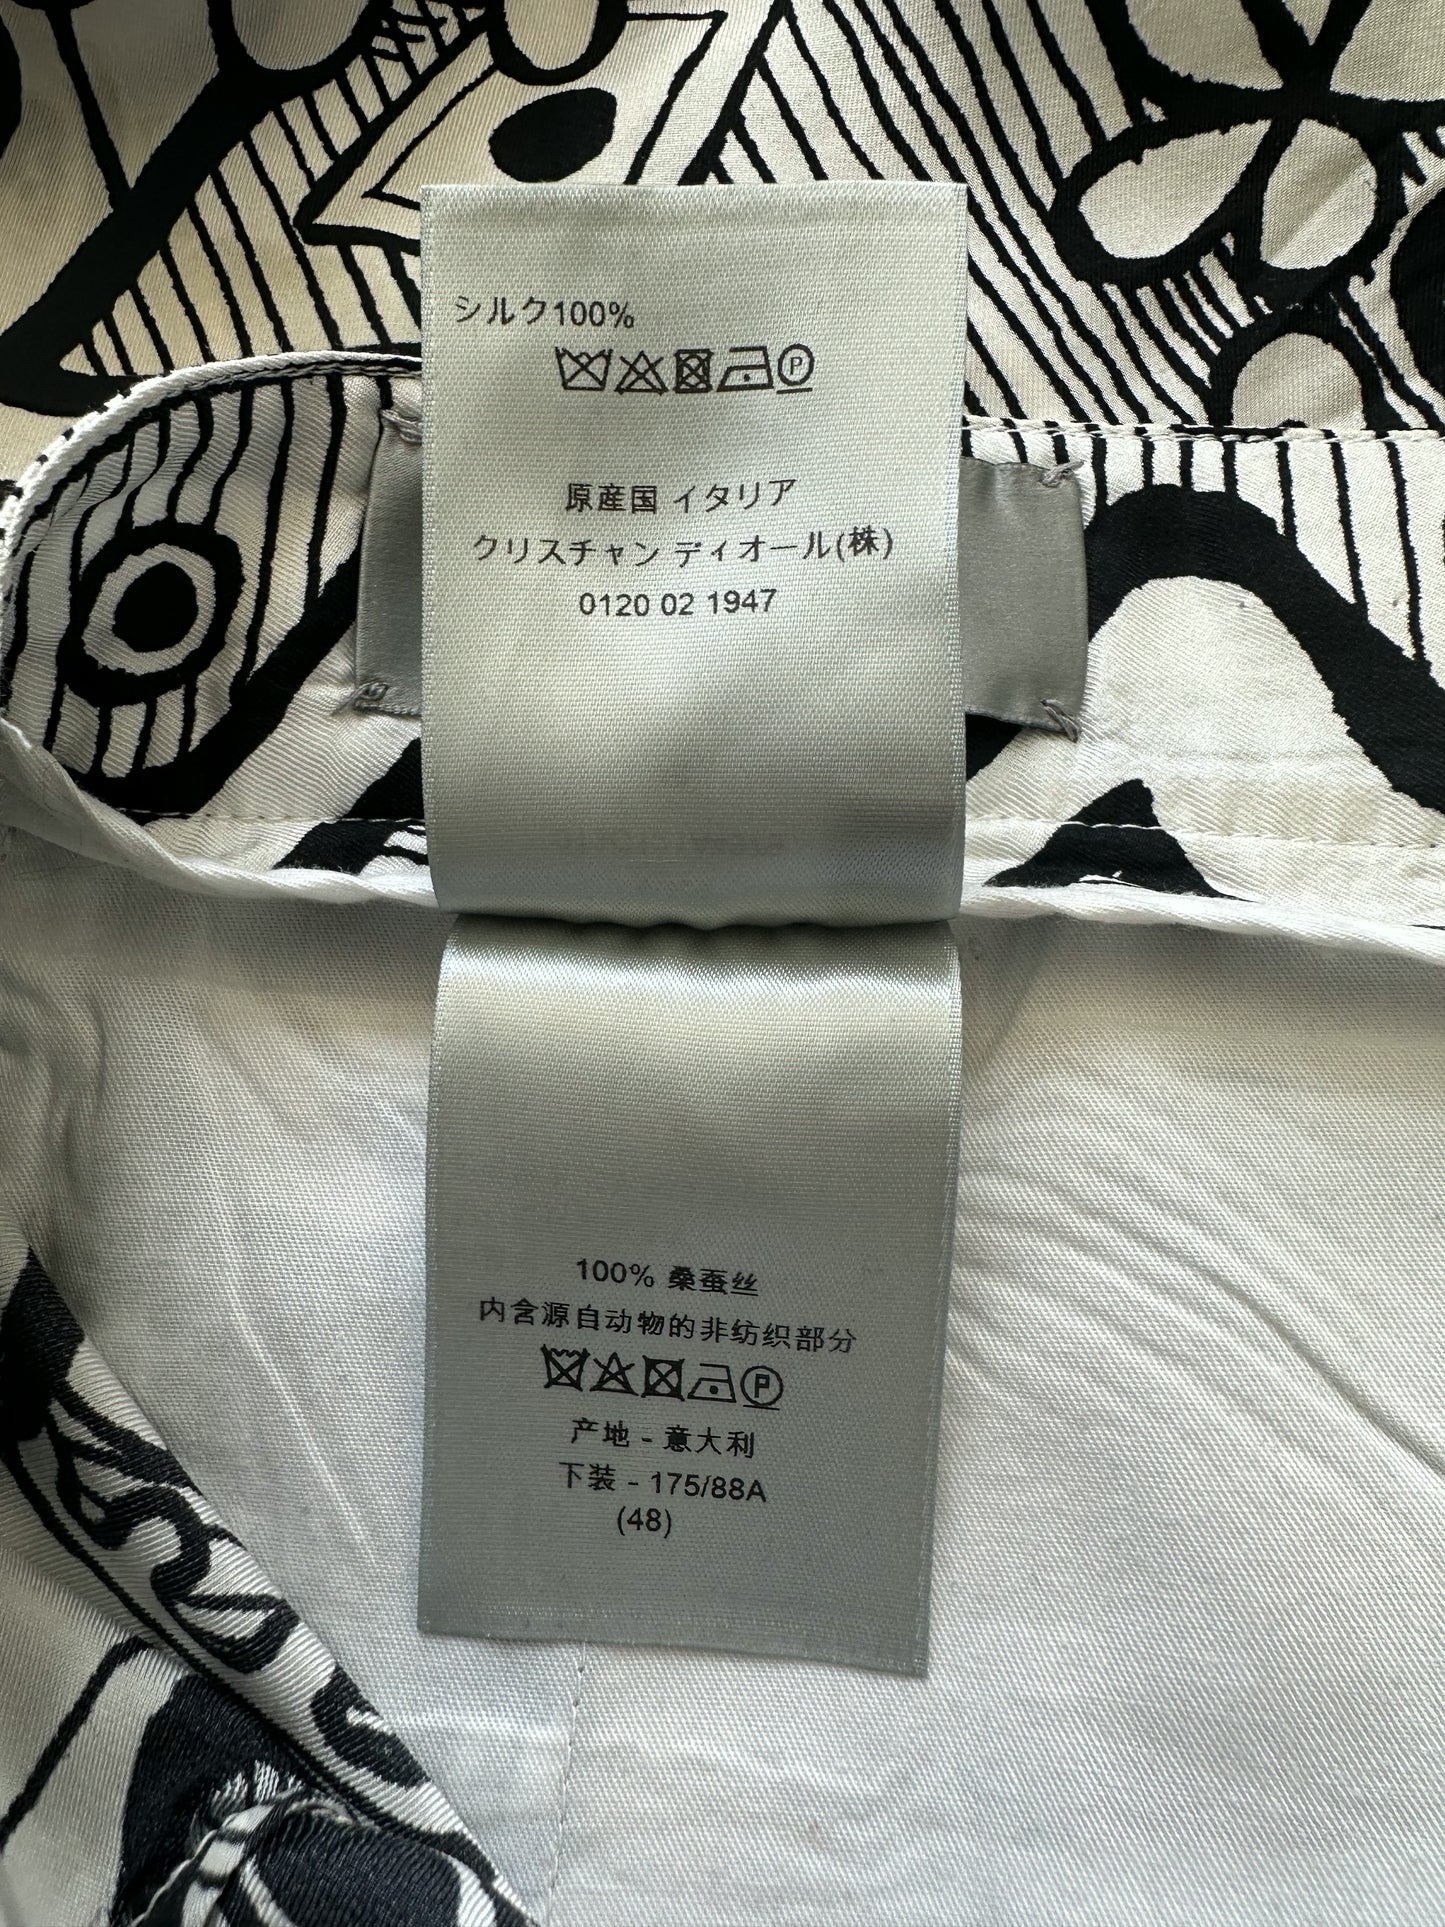 シルク100%
P
原産国 イタリア
クリスチャン ディオール(株)
0120 02 1947
100% 桑蚕丝
内含源自动物的非纺织部分
P
产地 - 意大利
下装 - 175/88A
(48)